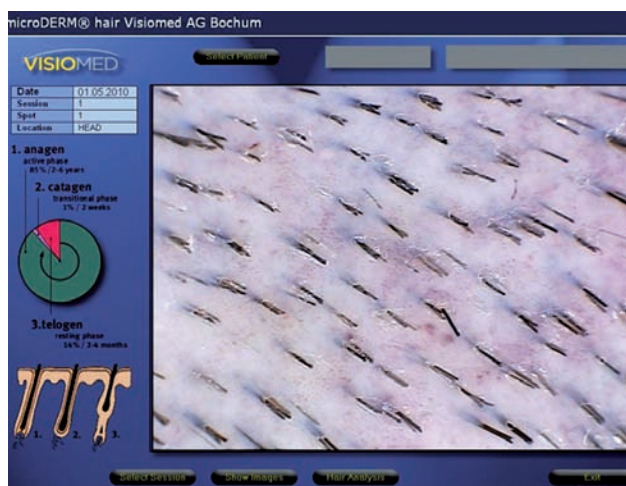 microDERM® hair Visiomed AG Bochum
VISIOMED
Select Patient
Date 01.05.2010
Session 1
Spot 1
Location HEAD
1. anagen
active phase
85% / 2-6 years
2. catagen
transitional phase
1% / 2 weeks
3.telogen
resting phase
14% / 2-4 months
1. 2. 3.
Select Session Show Images Hair Analysis Exit